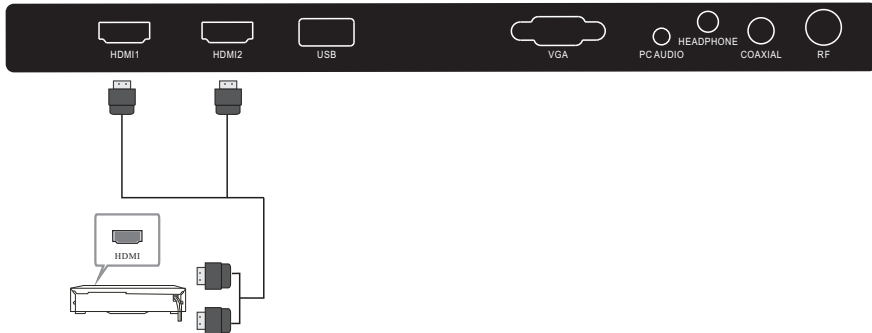 HDMI1
HDMI2
USB
VGA
PC AUDIO
HEADPHONE
COAXIAL
RF
HDMI